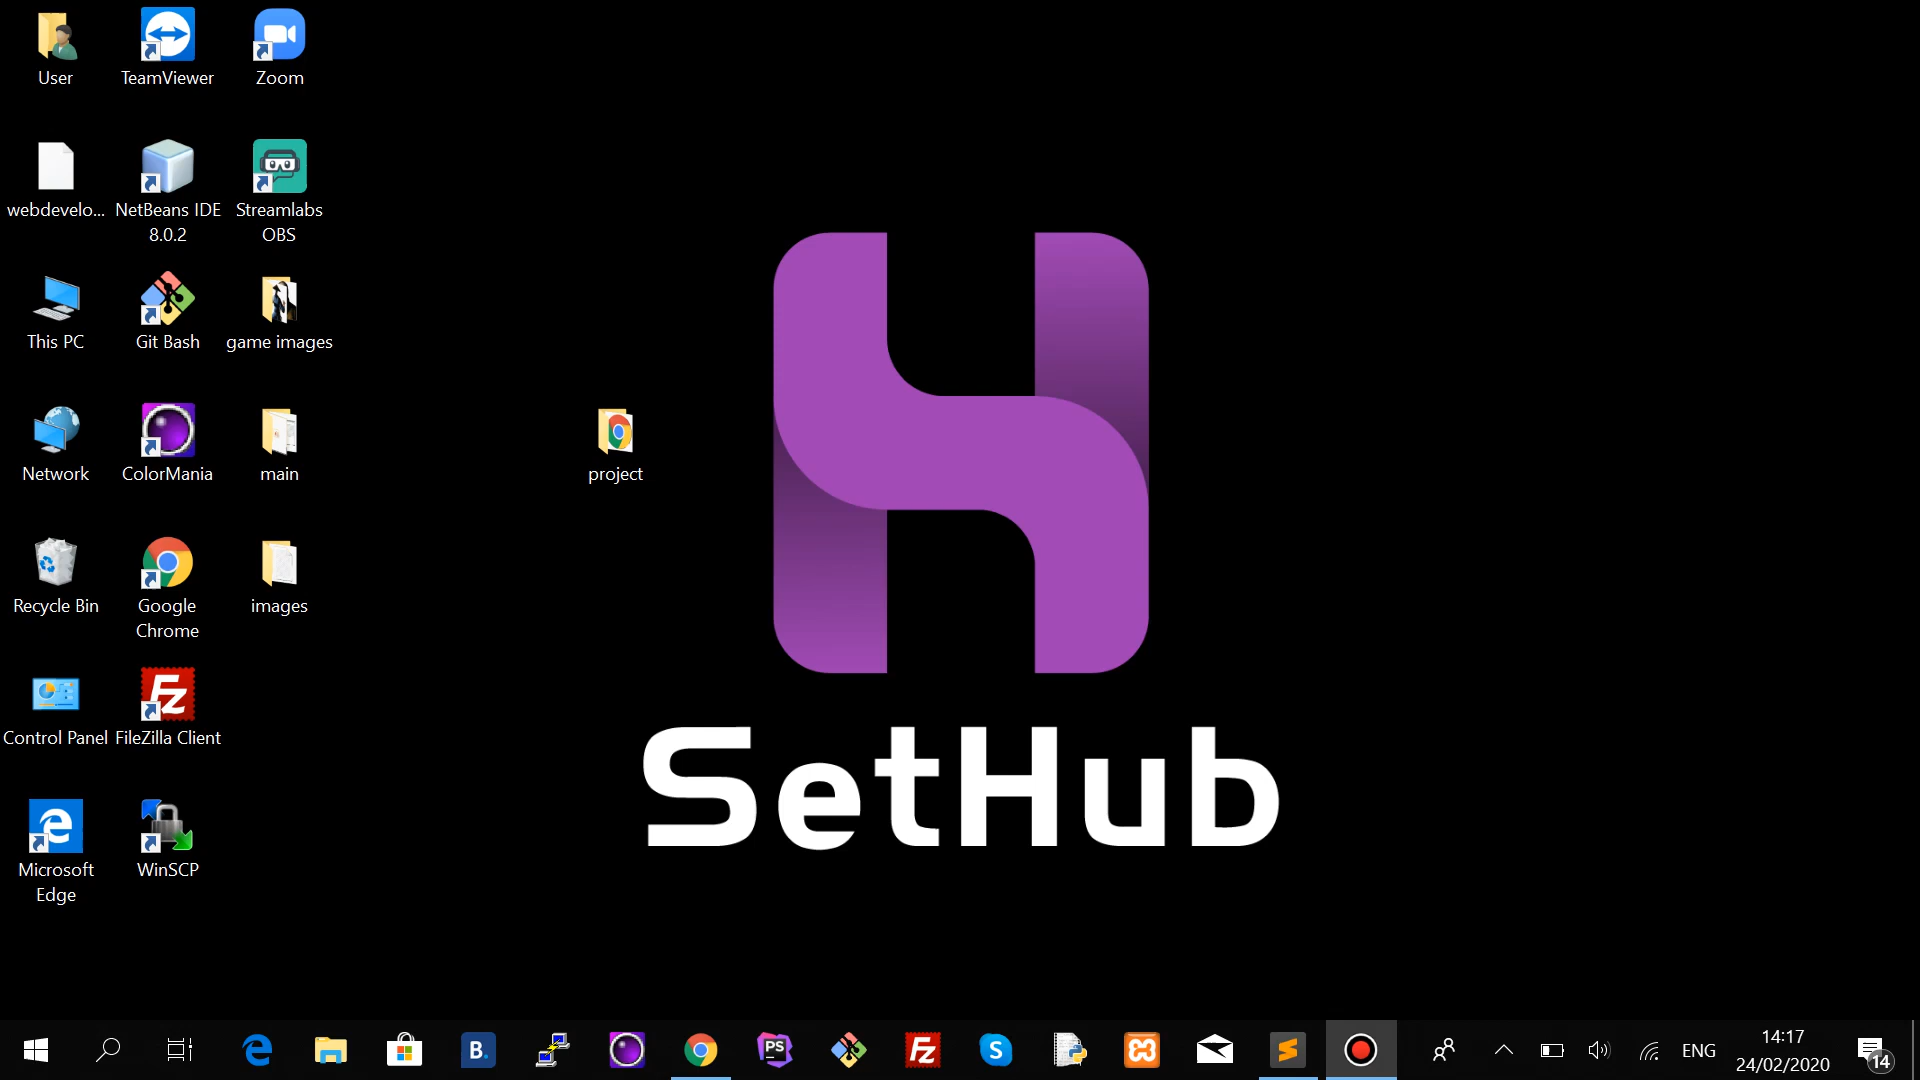 User
TeamViewer
Zoom
webdevelo...
NetBeans IDE
8.0.2
Streamlabs
OBS
This PC
Git Bash
game images
Network
ColorMania
main
project
Recycle Bin
Google
Chrome
images
Control Panel
FileZilla Client
Microsoft
Edge
WinSCP
SetHub
B.
PS
Fz
S
ENG
14:17
24/02/2020
14